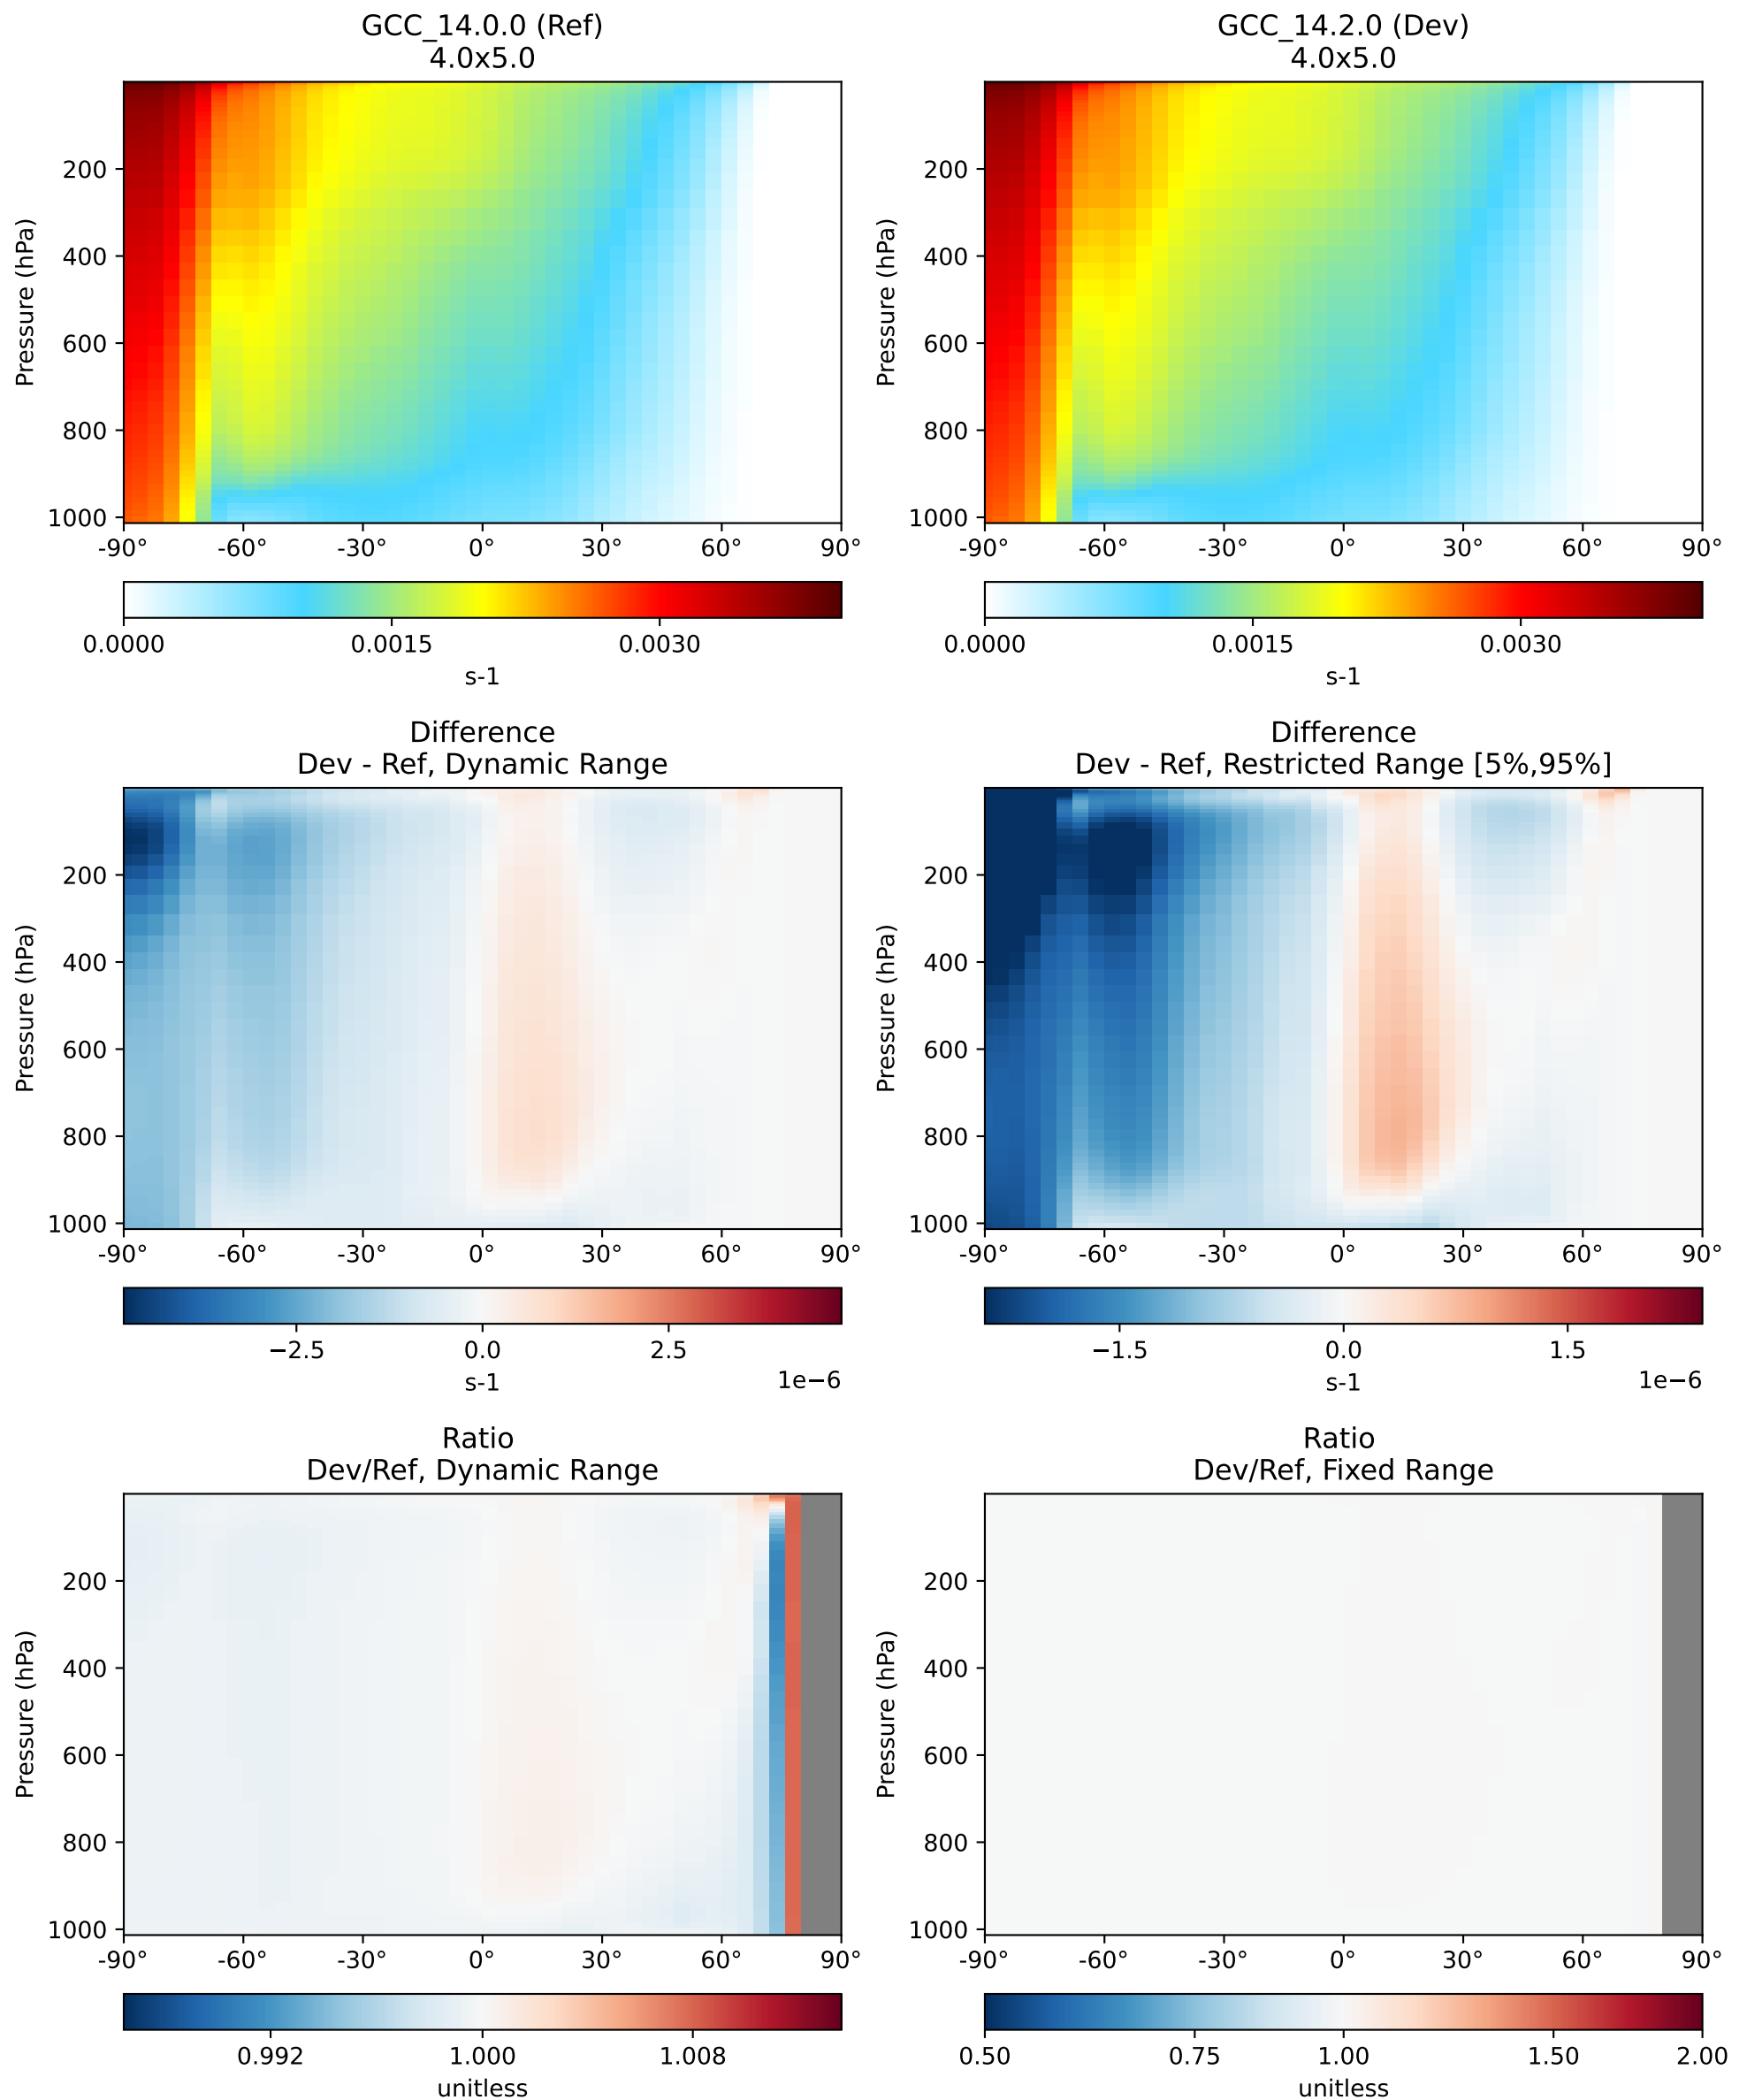 GCC_14.0.0 (Ref)
4.0x5.0
Pressure (hPa)
200
400
600
800
1000
-90° -60° -30° 0° 30° 60° 90°
0.0000 0.0015 0.0030
s-1
GCC_14.2.0 (Dev)
4.0x5.0
Pressure (hPa)
200
400
600
800
1000
-90° -60° -30° 0° 30° 60° 90°
0.0000 0.0015 0.0030
s-1
Difference
Dev - Ref, Dynamic Range
Pressure (hPa)
200
400
600
800
1000
-90° -60° -30° 0° 30° 60° 90°
−2.5 0.0 2.5
s-1 1e−6
Difference
Dev - Ref, Restricted Range [5%,95%]
Pressure (hPa)
200
400
600
800
1000
-90° -60° -30° 0° 30° 60° 90°
−1.5 0.0 1.5
s-1 1e−6
Ratio
Dev/Ref, Dynamic Range
Pressure (hPa)
200
400
600
800
1000
-90° -60° -30° 0° 30° 60° 90°
0.992 1.000 1.008
unitless
Ratio
Dev/Ref, Fixed Range
Pressure (hPa)
200
400
600
800
1000
-90° -60° -30° 0° 30° 60° 90°
0.50 0.75 1.00 1.50 2.00
unitless